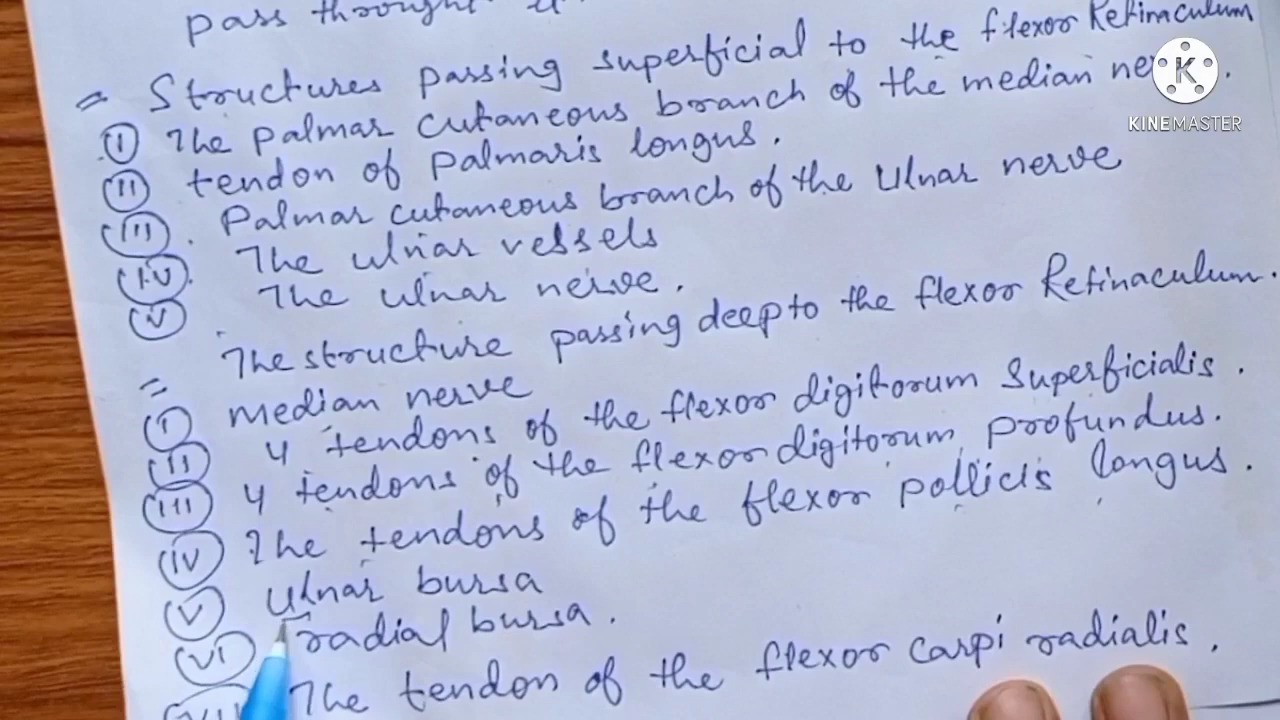 pass throught
= Structures passing superficial to the flexor Retinaculum
(I) The palmar cutaneous branch of the median
(II) tendon of palmaris longus.
(III). Palmar cutaneous branch of the Ulnar nerve
(IV). The ulnar vessels
(V) The ulnar nerve.
= The structure passing deep to the flexor Retinaculum.
(I) Median nerve
(II) 4 tendons of the flexor digitorum Superficialis.
(III) 4 tendons of the flexor digitorum profundus.
(IV) The tendons of the flexor pollicis longus.
(V) Ulnar bursa
(VI) radial bursa.
The tendon of the flexor carpi radialis.
K
KINEMASTER